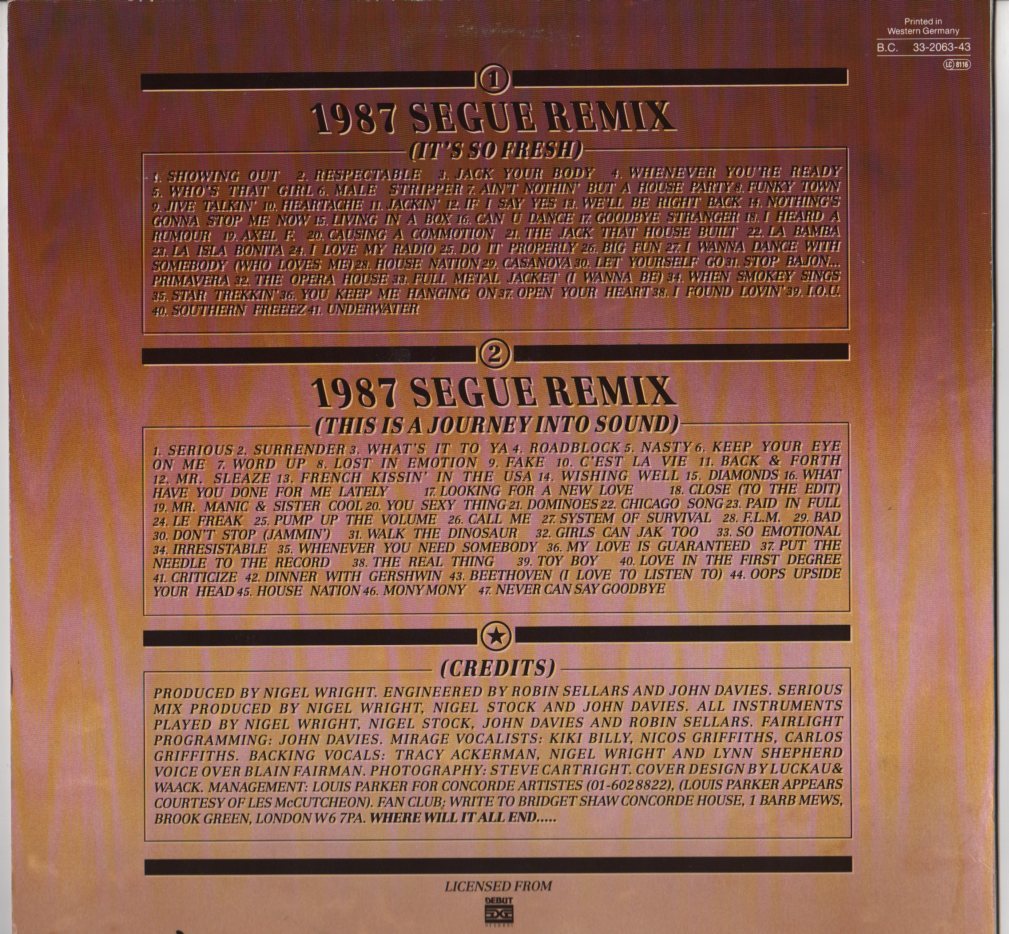 Printed in
Western Germany
B.C. 33-2063-43
LC 8116
1
1987 SEGUE REMIX
(IT'S SO FRESH)
1. SHOWING OUT 2. RESPECTABLE 3. JACK YOUR BODY 4. WHENEVER YOU'RE READY
5. WHO'S THAT GIRL 6. MALE STRIPPER 7. AIN'T NOTHIN' BUT A HOUSE PARTY 8. FUNKY TOWN
9. JIVE TALKIN' 10. HEARTACHE 11. JACKIN' 12. IF I SAY YES 13. WE'LL BE RIGHT BACK 14. NOTHING'S
GONNA STOP ME NOW 15. LIVING IN A BOX 16. CAN U DANCE 17. GOODBYE STRANGER 18. I HEARD A
RUMOUR 19. AXEL F. 20. CAUSING A COMMOTION 21. THE JACK THAT HOUSE BUILT 22. LA BAMBA
23. LA ISLA BONITA 24. I LOVE MY RADIO 25. DO IT PROPERLY 26. BIG FUN 27. I WANNA DANCE WITH
SOMEBODY (WHO LOVES ME) 28. HOUSE NATION 29. CASANOVA 30. LET YOURSELF GO 31. STOP BAJON...
PRIMAVERA 32. THE OPERA HOUSE 33. FULL METAL JACKET (I WANNA BE) 34. WHEN SMOKEY SINGS
35. STAR TREKKIN' 36. YOU KEEP ME HANGING ON 37. OPEN YOUR HEART 38. I FOUND LOVIN' 39. I.O.U.
40. SOUTHERN FREEEZ 41. UNDERWATER
2
1987 SEGUE REMIX
(THIS IS A JOURNEY INTO SOUND)
1. SERIOUS 2. SURRENDER 3. WHAT'S IT TO YA 4. ROADBLOCK 5. NASTY 6. KEEP YOUR EYE
ON ME 7. WORD UP 8. LOST IN EMOTION 9. FAKE 10. C'EST LA VIE 11. BACK & FORTH
12. MR. SLEAZE 13. FRENCH KISSIN' IN THE USA 14. WISHING WELL 15. DIAMONDS 16. WHAT
HAVE YOU DONE FOR ME LATELY 17. LOOKING FOR A NEW LOVE 18. CLOSE (TO THE EDIT)
19. MR. MANIC & SISTER COOL 20. YOU SEXY THING 21. DOMINOES 22. CHICAGO SONG 23. PAID IN FULL
24. LE FREAK 25. PUMP UP THE VOLUME 26. CALL ME 27. SYSTEM OF SURVIVAL 28. F.L.M. 29. BAD
30. DON'T STOP (JAMMIN') 31. WALK THE DINOSAUR 32. GIRLS CAN JAK TOO 33. SO EMOTIONAL
34. IRRESISTABLE 35. WHENEVER YOU NEED SOMEBODY 36. MY LOVE IS GUARANTEED 37. PUT THE
NEEDLE TO THE RECORD 38. THE REAL THING 39. TOY BOY 40. LOVE IN THE FIRST DEGREE
41. CRITICIZE 42. DINNER WITH GERSHWIN 43. BEETHOVEN (I LOVE TO LISTEN TO) 44. OOPS UPSIDE
YOUR HEAD 45. HOUSE NATION 46. MONY MONY 47. NEVER CAN SAY GOODBYE
(CREDITS)
PRODUCED BY NIGEL WRIGHT. ENGINEERED BY ROBIN SELLARS AND JOHN DAVIES. SERIOUS
MIX PRODUCED BY NIGEL WRIGHT, NIGEL STOCK AND JOHN DAVIES. ALL INSTRUMENTS
PLAYED BY NIGEL WRIGHT, NIGEL STOCK, JOHN DAVIES AND ROBIN SELLARS. FAIRLIGHT
PROGRAMMING: JOHN DAVIES. MIRAGE VOCALISTS: KIKI BILLY, NICOS GRIFFITHS, CARLOS
GRIFFITHS. BACKING VOCALS: TRACY ACKERMAN, NIGEL WRIGHT AND LYNN SHEPHERD
VOICE OVER BLAIN FAIRMAN. PHOTOGRAPHY: STEVE CARTRIGHT. COVER DESIGN BY LUCKAU &
WAACK. MANAGEMENT: LOUIS PARKER FOR CONCORDE ARTISTES (01-602 8822), (LOUIS PARKER APPEARS
COURTESY OF LES McCUTCHEON). FAN CLUB; WRITE TO BRIDGET SHAW CONCORDE HOUSE, 1 BARB MEWS,
BROOK GREEN, LONDON W6 7PA. WHERE WILL IT ALL END.....
LICENSED FROM
DEBUT
RECORDS